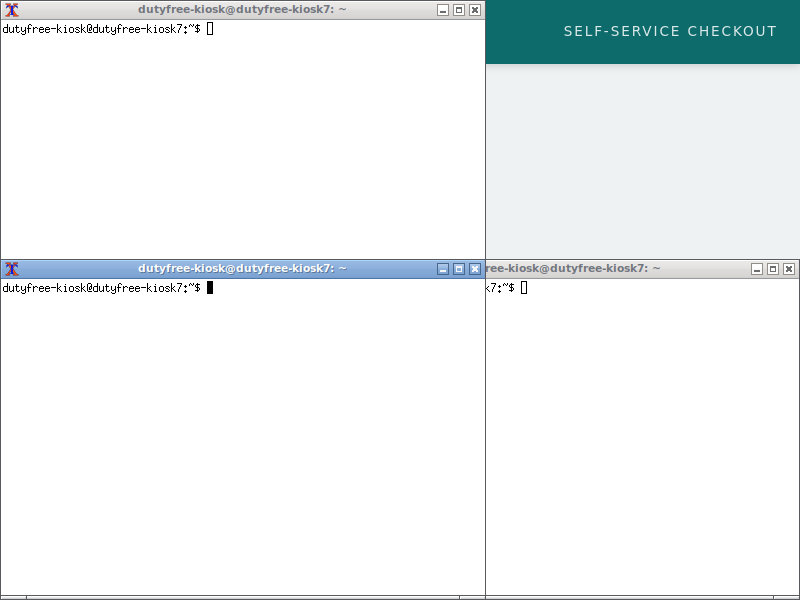 dutyfree-kiosk@dutyfree-kiosk7: ~
dutyfree-kiosk@dutyfree-kiosk7:~$
SELF-SERVICE CHECKOUT
dutyfree-kiosk@dutyfree-kiosk7: ~
dutyfree-kiosk@dutyfree-kiosk7:~$
ree-kiosk@dutyfree-kiosk7: ~
k7:~$